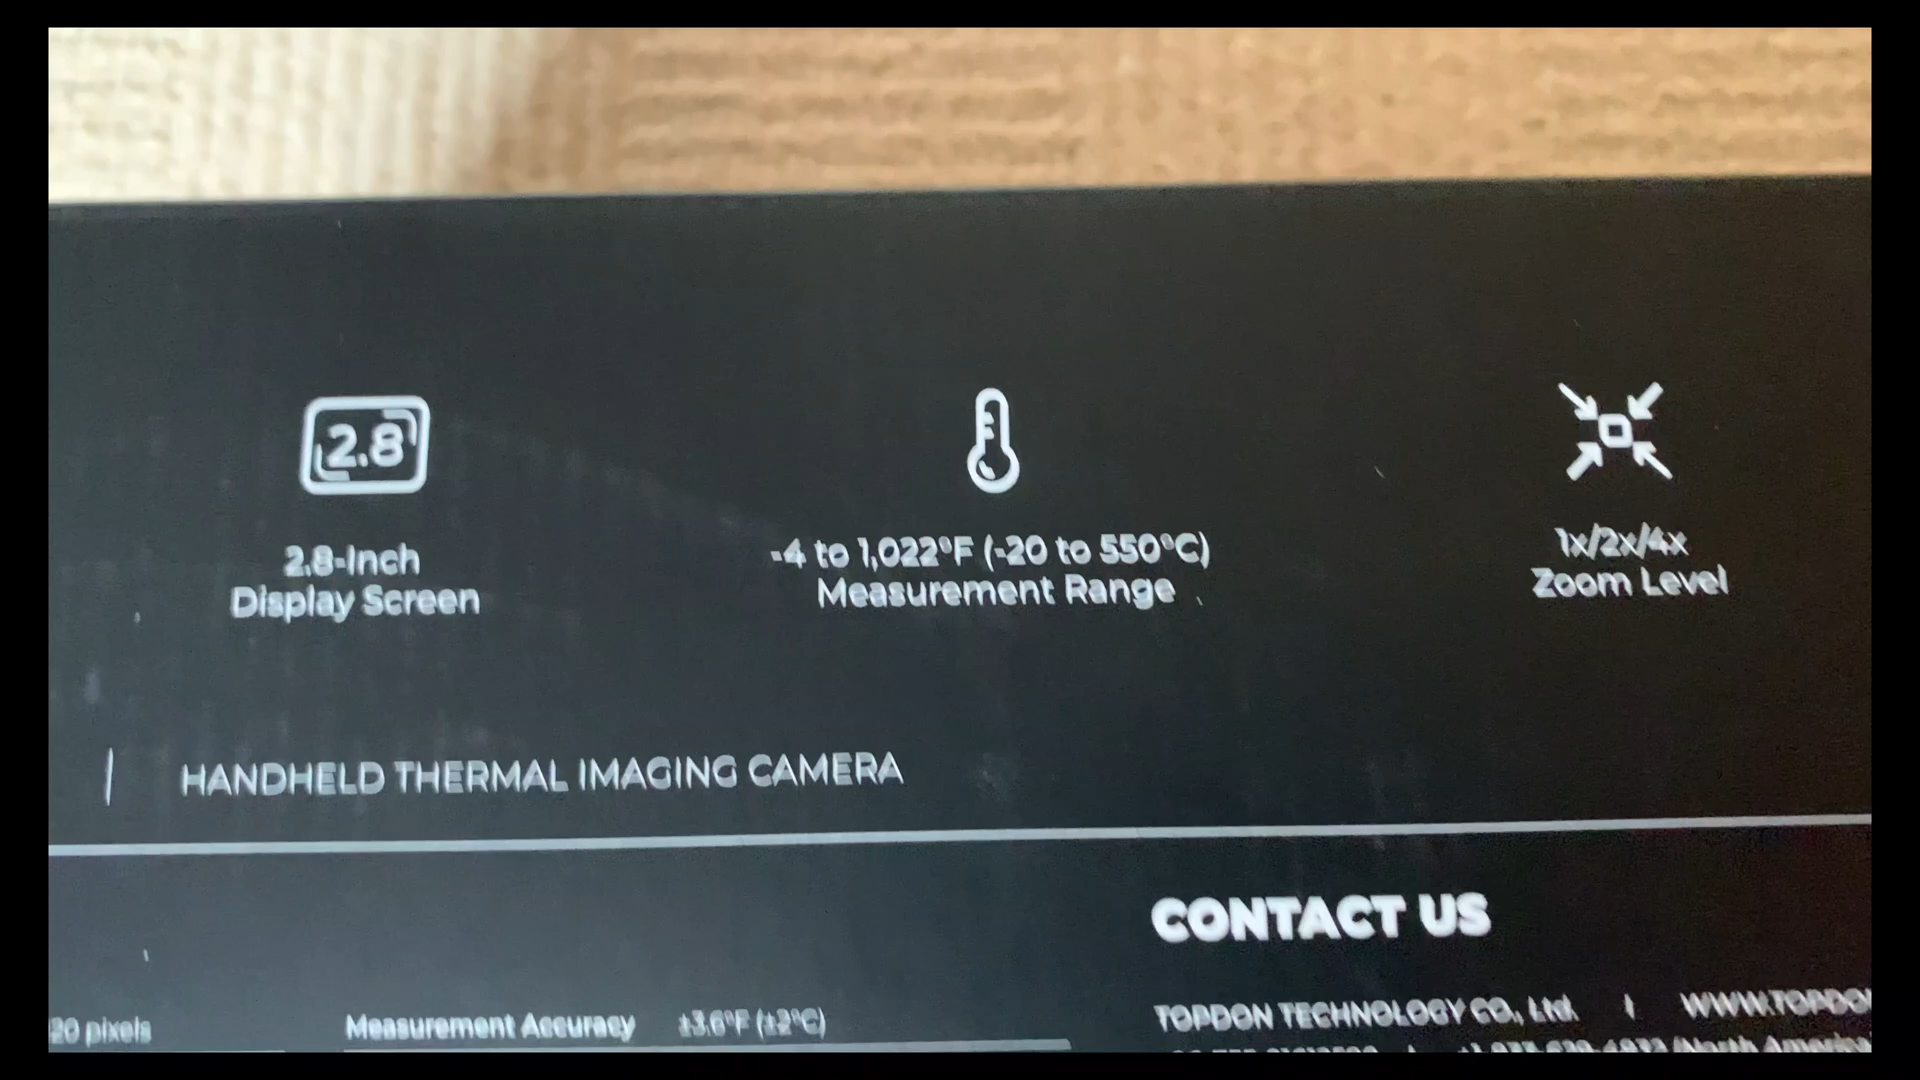 2.8
2.8-Inch
Display Screen
-4 to 1,022°F (-20 to 550°C)
Measurement Range
1x/2x/4x
Zoom Level
HANDHELD THERMAL IMAGING CAMERA
CONTACT US
20 pixels
Measurement Accuracy ±3.6°F (±2°C)
TOPDON TECHNOLOGY CO., Ltd. | WWW.TOPDO